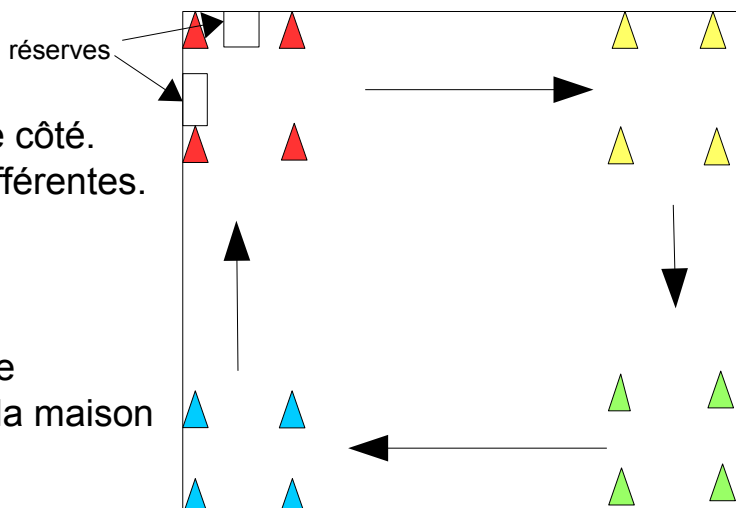 réserves
côté.
fférentes.
la maison